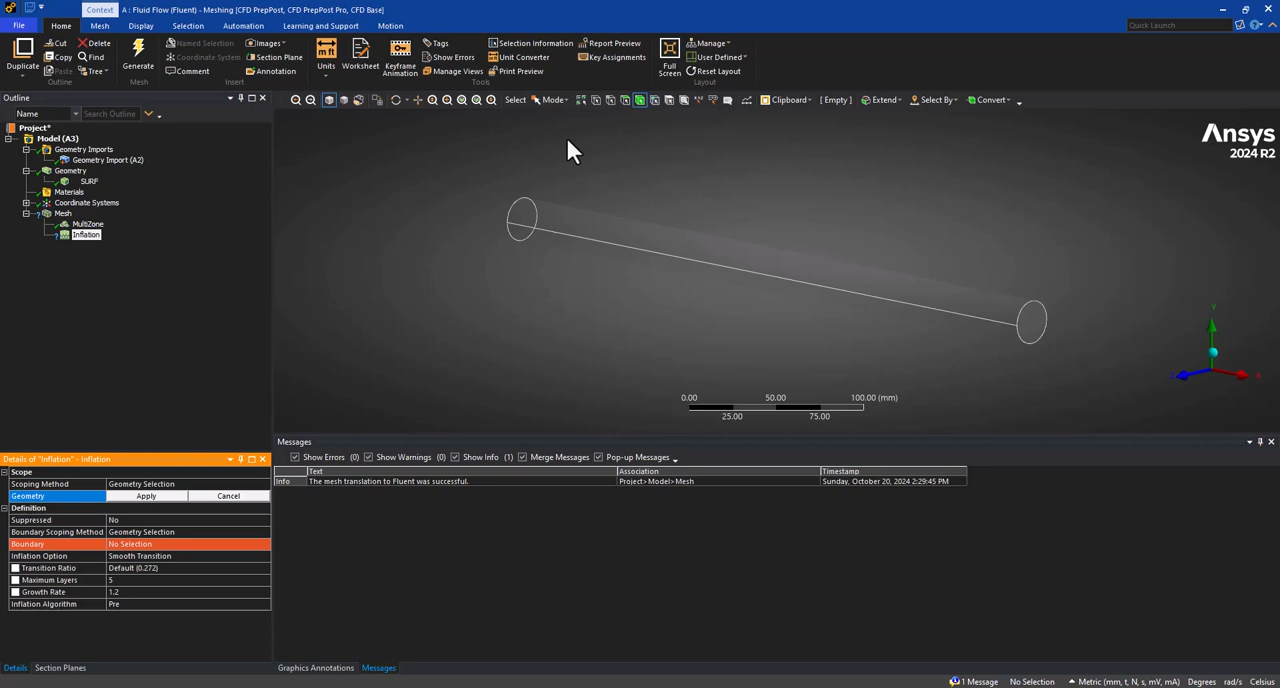 Context A : Fluid Flow (Fluent) - Meshing [CFD PrepPost, CFD PrepPost Pro, CFD Base]
File Home Mesh Display Selection Automation Learning and Support Motion Quick Launch
Duplicate Cut Copy Paste Delete Find Tree Outline
Generate Mesh
Named Selection Coordinate System Comment Images Section Plane Annotation Insert
Units Worksheet Keyframe Animation Tags Show Errors Manage Views Selection Information Unit Converter Print Preview Report Preview Key Assignments Tools
Full Screen Manage User Defined Reset Layout Layout
Outline
Name Search Outline
Select Mode Clipboard [ Empty ] Extend Select By Convert
Project*
Model (A3)
Geometry Imports
Geometry Import (A2)
Geometry
SURF
Materials
Coordinate Systems
Mesh
MultiZone
Inflation
Ansys
2024 R2
0.00 50.00 100.00 (mm)
25.00 75.00
Y
Z X
Details of "Inflation" - Inflation
Scope
Scoping Method Geometry Selection
Geometry Apply Cancel
Definition
Suppressed No
Boundary Scoping Method Geometry Selection
Boundary No Selection
Inflation Option Smooth Transition
Transition Ratio Default (0.272)
Maximum Layers 5
Growth Rate 1.2
Inflation Algorithm Pre
Messages
Show Errors (0) Show Warnings (0) Show Info (1) Merge Messages Pop-up Messages
Text Association Timestamp
Info The mesh translation to Fluent was successful. Project>Model>Mesh Sunday, October 20, 2024 2:29:45 PM
Details Section Planes Graphics Annotations Messages
1 Message No Selection Metric (mm, t, N, s, mV, mA) Degrees rad/s Celsius